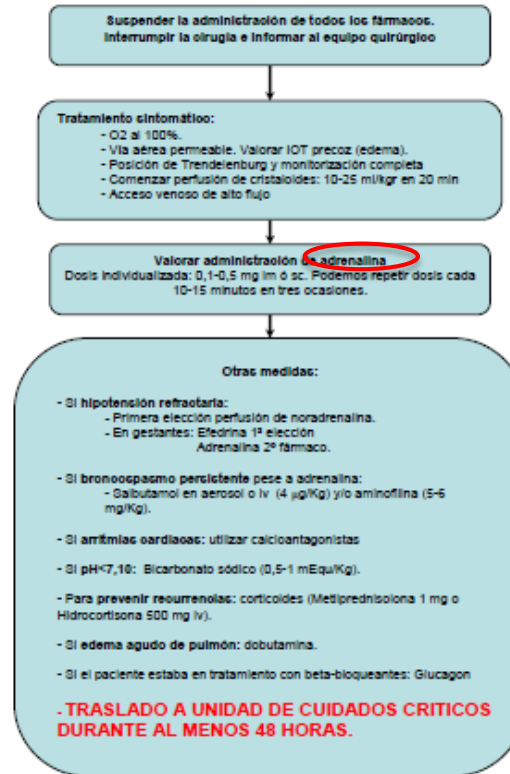 Suspender la administración de todos los fármacos.
Interrumpir la cirugía e informar al equipo quirúrgico
Tratamiento sintomático:
- O2 al 100%.
- Vía aérea permeable. Valorar IOT precoz (edema).
- Posición de Trendelenburg y monitorización completa
- Comenzar perfusión de cristaloides: 10-25 ml/kgr en 20 min
- Acceso venoso de alto flujo
Valorar administración de adrenalina
Dosis individualizada: 0,1-0,5 mg im ó sc. Podemos repetir dosis cada
10-15 minutos en tres ocasiones.
Otras medidas:
- Si hipotensión refractaria:
- Primera elección perfusión de noradrenalina.
- En gestantes: Efedrina 1ª elección
Adrenalina 2º fármaco.
- Si broncospasmo persistente pese a adrenalina:
- Salbutamol en aerosol o iv (4 µg/Kg) y/o aminofilina (5-6
mg/Kg).
- Si arritmias cardiacas: utilizar calcioantagonistas
- Si pH<7,10: Bicarbonato sódico (0,5-1 mEqu/Kg).
- Para prevenir recurrencias: corticoides (Metilprednisolona 1 mg o
Hidrocortisona 500 mg iv).
- Si edema agudo de pulmón: dobutamina.
- Si el paciente estaba en tratamiento con beta-bloqueantes: Glucagon
- TRASLADO A UNIDAD DE CUIDADOS CRITICOS
DURANTE AL MENOS 48 HORAS.